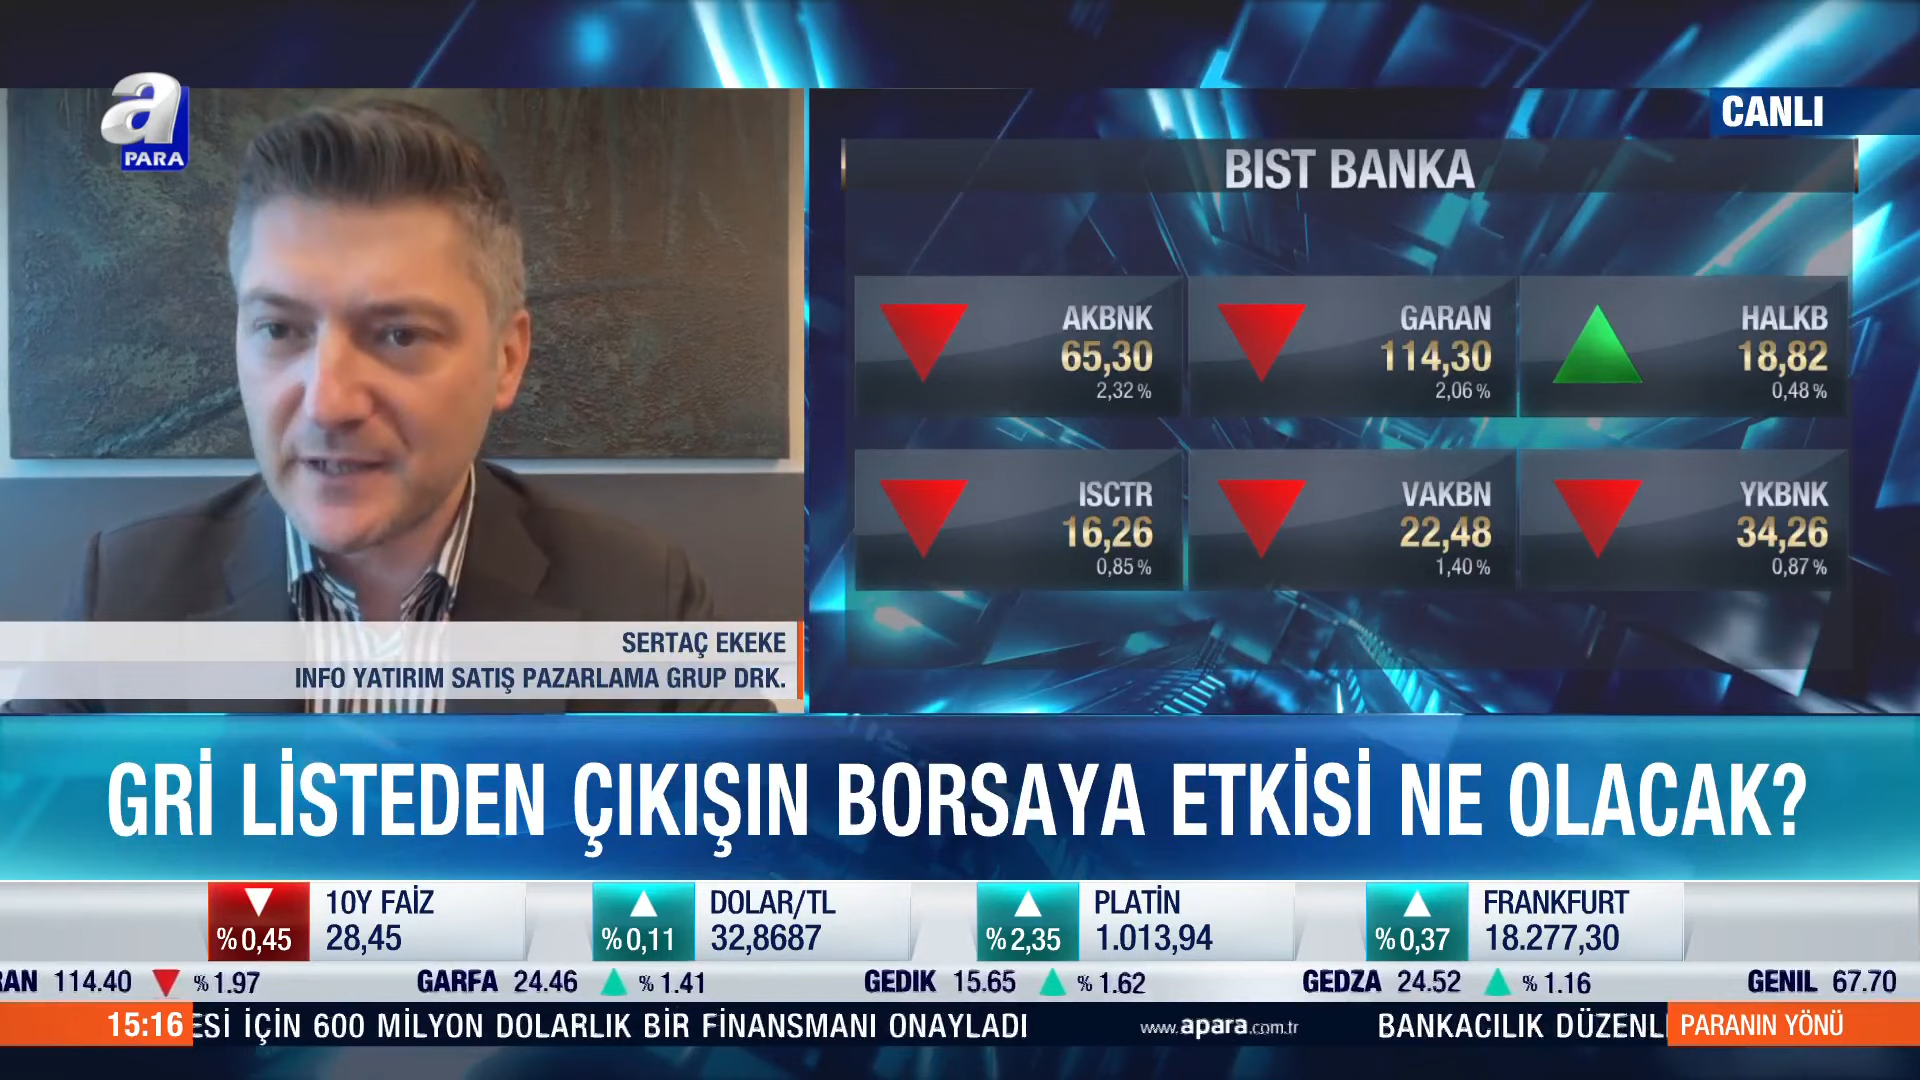 a
PARA
CANLI
BIST BANKA
AKBNK
65,30
2,32 %
GARAN
114,30
2,06 %
HALKB
18,82
0,48 %
ISCTR
16,26
0,85 %
VAKBN
22,48
1,40 %
YKBNK
34,26
0,87 %
SERTAÇ EKEKE
INFO YATIRIM SATIŞ PAZARLAMA GRUP DRK.
GRİ LİSTEDEN ÇIKIŞIN BORSAYA ETKİSİ NE OLACAK?
%0,45
10Y FAİZ
28,45
%0,11
DOLAR/TL
32,8687
%2,35
PLATİN
1.013,94
%0,37
FRANKFURT
18.277,30
RAN 114.40 % 1.97 GARFA 24.46 % 1.41 GEDIK 15.65 % 1.62 GEDZA 24.52 % 1.16 GENIL 67.70
15:16 ESİ İÇİN 600 MİLYON DOLARLIK BİR FİNANSMANI ONAYLADI www.apara.com.tr BANKACILIK DÜZENL PARANIN YÖNÜ